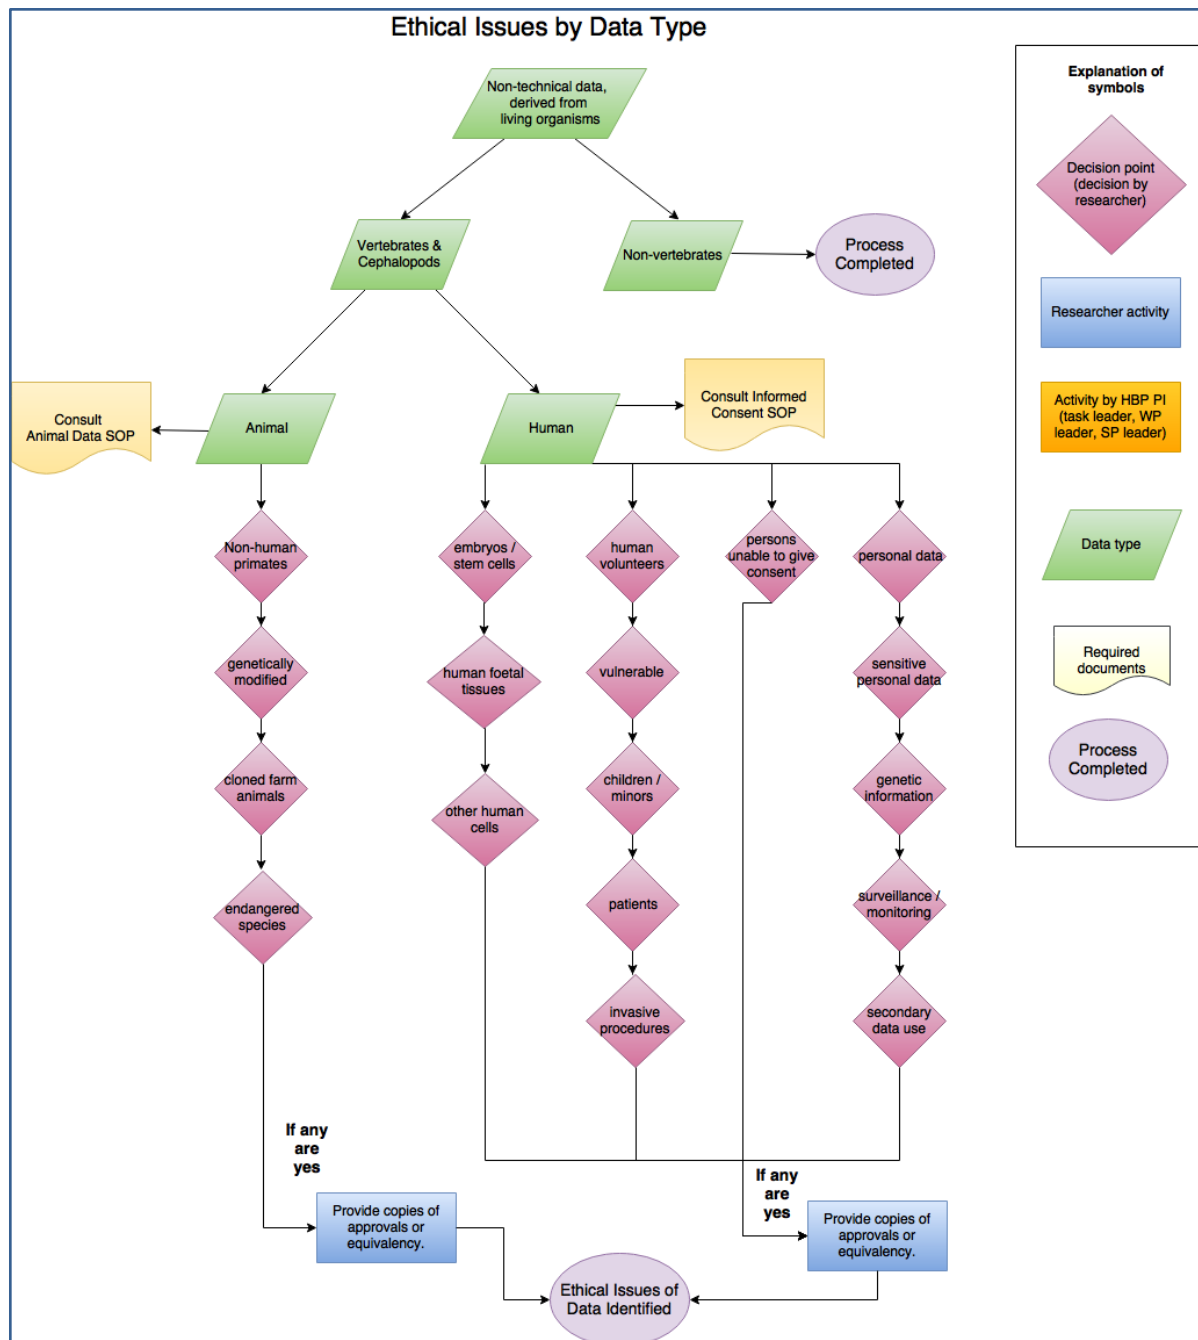 Ethical Issues by Data Type
Non-technical data,
derived from
living organisms
Vertebrates &
Cephalopods
Non-vertebrates
Process
Completed
Consult
Animal Data SOP
Animal
Human
Consult Informed
Consent SOP
Non-human
primates
genetically
modified
cloned farm
animals
endangered
species
embryos /
stem cells
human foetal
tissues
other human
cells
human
volunteers
vulnerable
children /
minors
patients
invasive
procedures
persons
unable to give
consent
personal data
sensitive
personal data
genetic
information
surveillance /
monitoring
secondary
data use
If any
are
yes
Provide copies of
approvals or
equivalency.
If any
are
yes
Provide copies of
approvals or
equivalency.
Ethical Issues of
Data Identified
Explanation of
symbols
Decision point
(decision by
researcher)
Researcher activity
Activity by HBP PI
(task leader, WP
leader, SP leader)
Data type
Required
documents
Process
Completed